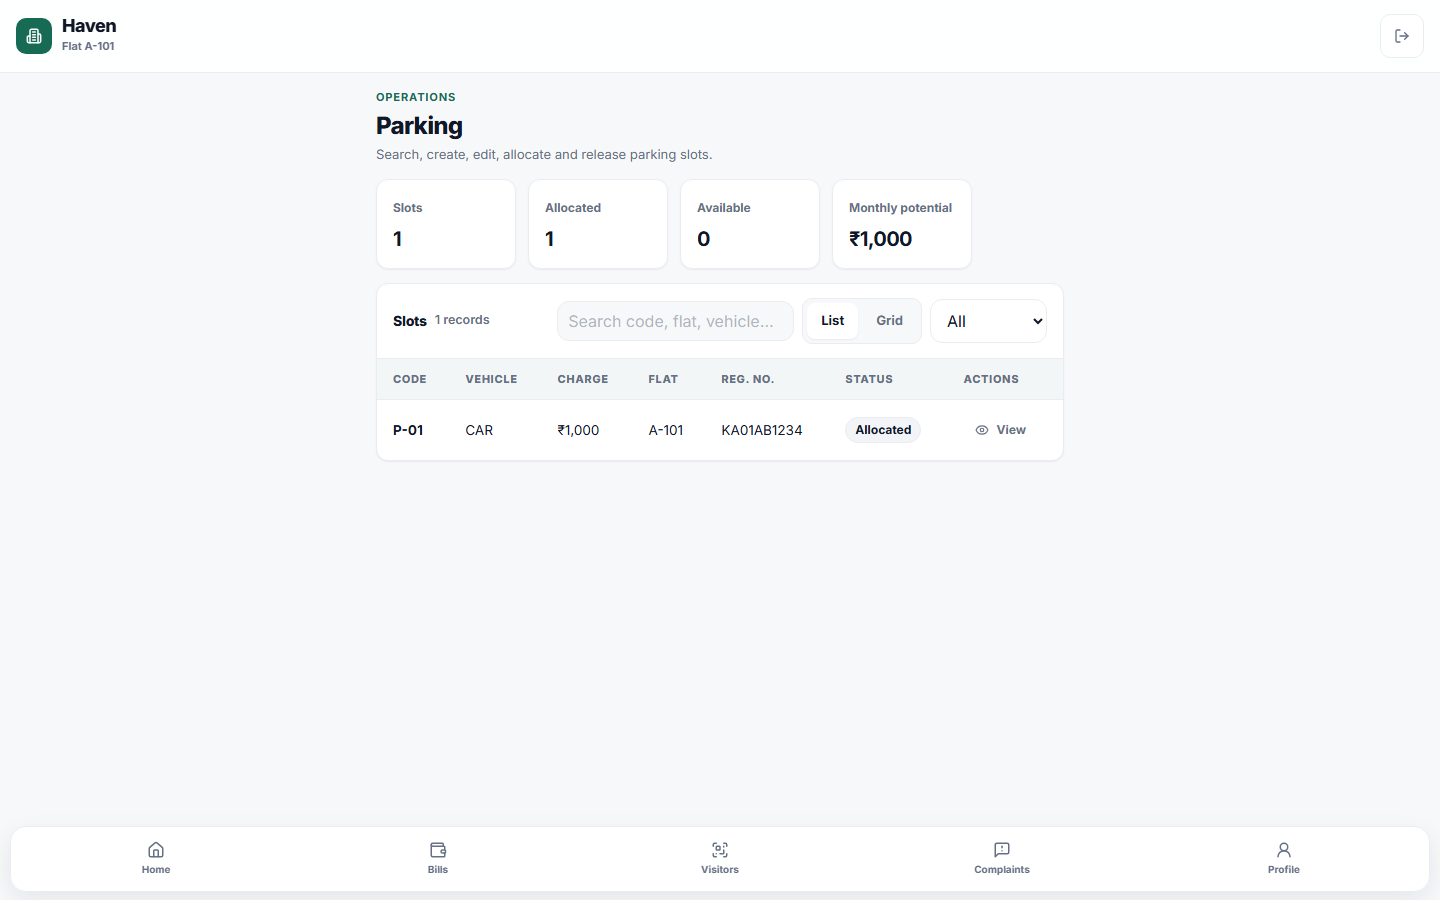 Haven
Flat A-101
OPERATIONS
Parking
Search, create, edit, allocate and release parking slots.
Slots
1
Allocated
1
Available
0
Monthly potential
₹1,000
Slots 1 records
Search code, flat, vehicle...
List Grid
All
CODE VEHICLE CHARGE FLAT REG. NO. STATUS ACTIONS
P-01 CAR ₹1,000 A-101 KA01AB1234 Allocated View
Home Bills Visitors Complaints Profile